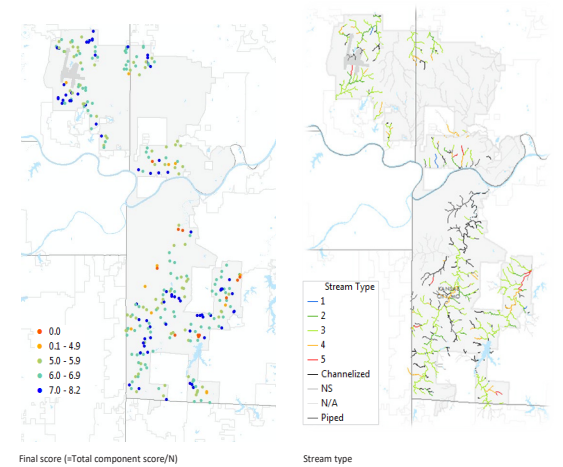 0.0
0.1 - 4.9
5.0 - 5.9
6.0 - 6.9
7.0 - 8.2
Stream Type
1
2
3
4
5
Channelized
NS
N/A
Piped
Final score (=Total component score/N)
Stream type